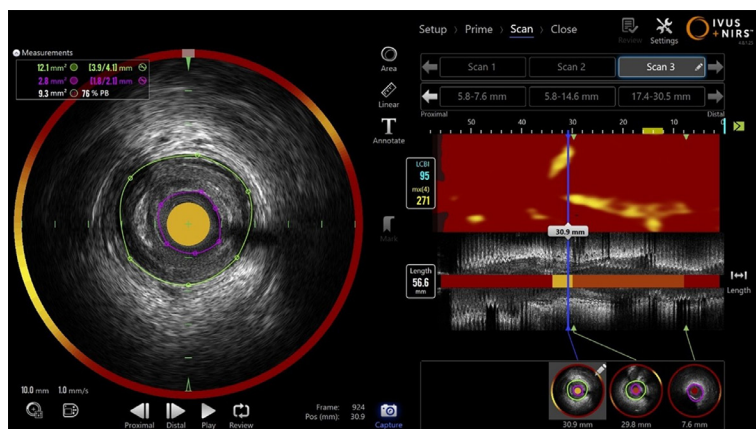 Measurements
12.1 mm² [3.9/4.1] mm
2.8 mm² [1.8/2.1] mm
9.3 mm² 76 % PB
Setup > Prime > Scan > Close
Review
Settings
IVUS
+NIRS™
Area
Linear
Annotate
Mark
Scan 1 Scan 2 Scan 3
5.8-7.6 mm 5.8-14.6 mm 17.4-30.5 mm
Proximal Distal
50 40 30 20 10 0
LCBI
95
mx(4)
271
30.9 mm
Length
56.6
mm
Length
10.0 mm 1.0 mm/s
Proximal Distal Play Review
Frame: 924
Pos (mm): 30.9
Capture
30.9 mm 29.8 mm 7.6 mm